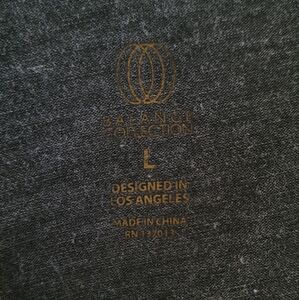 BALANCE
COLLECTION
L
DESIGNED IN
LOS ANGELES
MADE IN CHINA